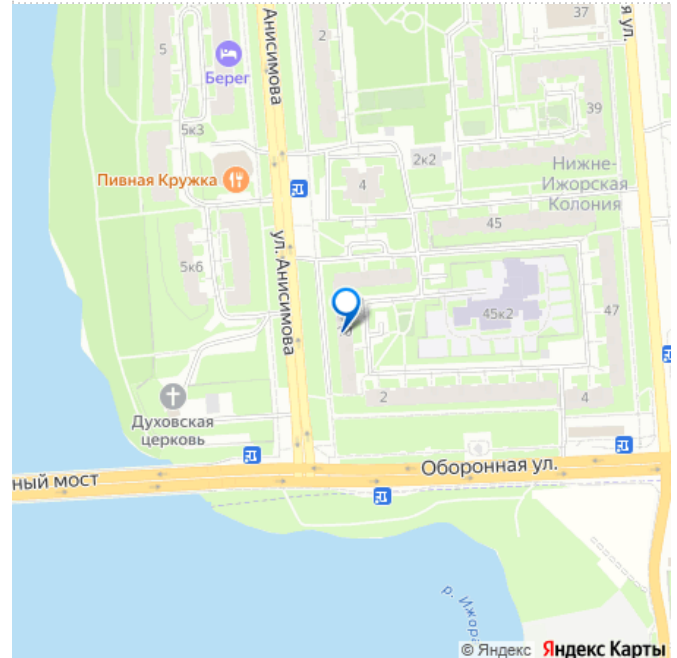 37
я ул.
Анисимова
2
5
Берег
39
5к3
2к2
Нижне-
Ижорская
Колония
Пивная Кружка
4
45
ул. Анисимова
5к6
45к2
47
2
4
Духовская
церковь
Оборонная ул.
ный мост
р. Ижора
© Яндекс Яндекс Карты